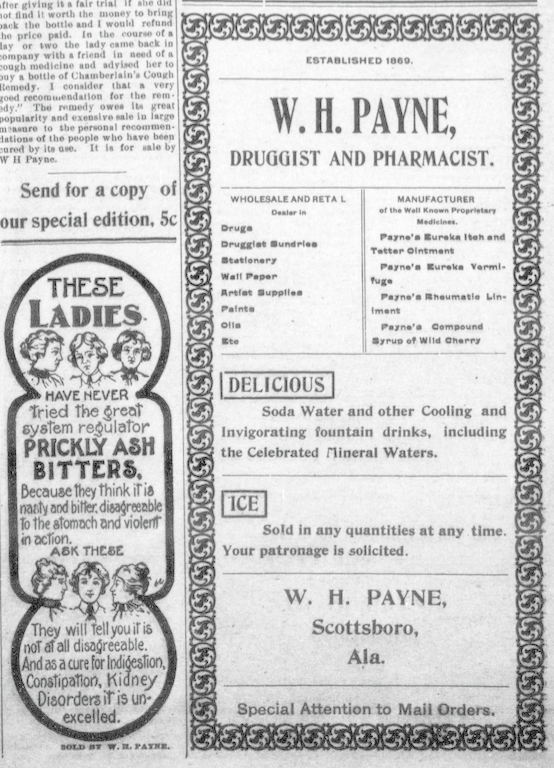 after giving it a fair trial if she did
not find it worth the money to bring
back the bottle and I would refund
the price paid. In the course of a
day or two the lady came back in
company with a friend in need of a
cough medicine and advised her to
buy a bottle of Chamberlain's Cough
Remedy. I consider that a very
good recommendation for the rem-
edy." The remedy owes its great
popularity and exensive sale in large
measure to the personal recommen-
dations of the people who have been
cured by its use. It is for sale by
W H Payne.
Send for a copy of
our special edition, 5c
THESE
LADIES
HAVE NEVER
Tried the great
system regulator
PRICKLY ASH
BITTERS.
Because they think it is
nasty and bitter, disagreeable
To the stomach and violent
in action.
ASK THESE
They will Tell you it is
not at all disagreeable.
And as a cure for Indigestion,
Constipation, Kidney
Disorders it is un-
excelled.
SOLD BY W. H. PAYNE.
ESTABLISHED 1869.
W. H. PAYNE,
DRUGGIST AND PHARMACIST.
WHOLESALE AND RETA L
Dealer in
Drugs
Druggist Sundries
Stationery
Wall Paper
Artist Supplies
Paints
Oils
Etc
MANUFACTURER
of the Well Known Proprietary
Medicines.
Payne's Eureka Itch and
Tetter Ointment
Payne's Eureka Vermi-
fuge
Payne's Rheumatic Lin-
iment
Payne's Compound
Syrup of Wild Cherry
DELICIOUS
Soda Water and other Cooling and
Invigorating fountain drinks, including
the Celebrated Mineral Waters.
ICE
Sold in any quantities at any time.
Your patronage is solicited.
W. H. PAYNE,
Scottsboro,
Ala.
Special Attention to Mail Orders.